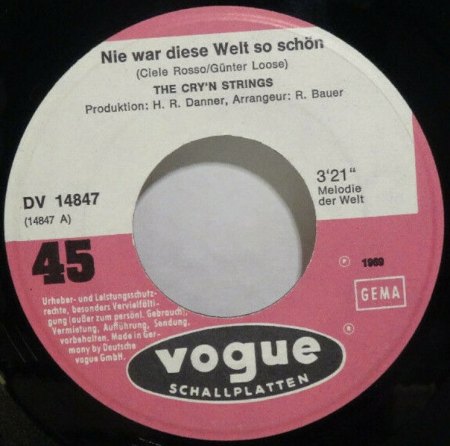 Nie war diese Welt so schön
(Ciele Rosso/Günter Loose)
THE CRY'N STRINGS
Produktion: H. R. Danner, Arrangeur: R. Bauer
DV 14847
(14847 A)
3'21"
Melodie
der Welt
45
℗ 1969
GEMA
Urheber- und Leistungsschutz-
rechte, besonders Vervielfälti-
gung (außer zum persönl. Gebrauch),
Vermietung, Aufführung, Sendung,
vorbehalten. Made in Ger-
many by Deutsche
vogue GmbH.
®
vogue
SCHALLPLATTEN